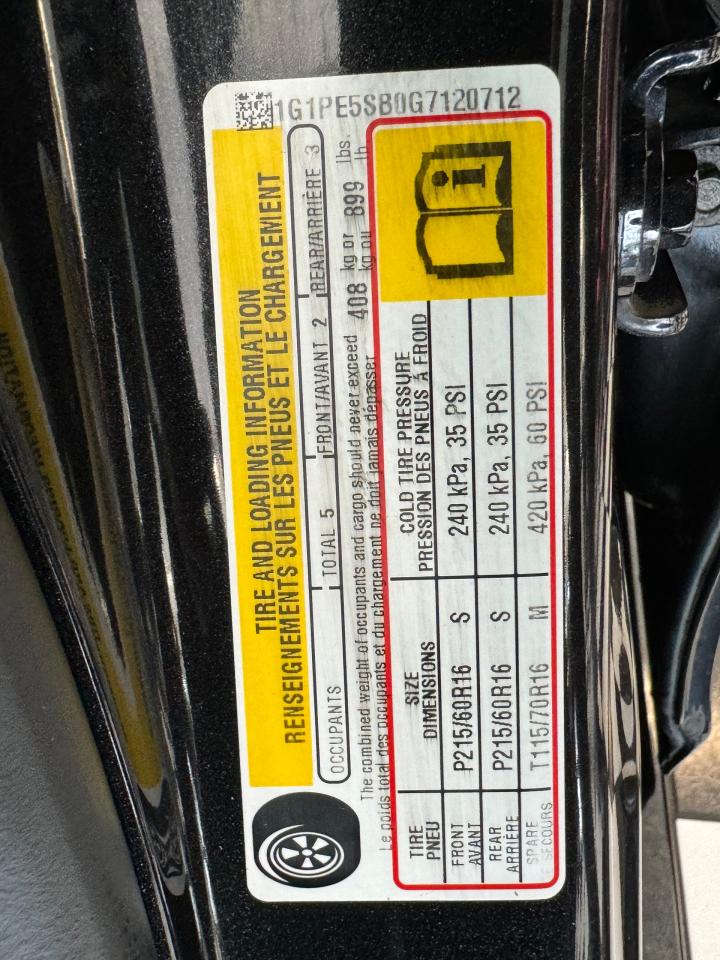 1G1PE5SB0G7120712
TIRE AND LOADING INFORMATION
RENSEIGNEMENTS SUR LES PNEUS ET LE CHARGEMENT
OCCUPANTS TOTAL 5 FRONT/AVANT 2 REAR/ARRIÈRE 3
The combined weight of occupants and cargo should never exceed 408 kg or 899 lbs.
Le poids total des occupants et du chargement ne doit jamais dépasser kg ou lb
TIRE SIZE COLD TIRE PRESSURE
PNEU DIMENSIONS PRESSION DES PNEUS À FROID
FRONT
AVANT P215/60R16 S 240 kPa, 35 PSI
REAR
ARRIÈRE P215/60R16 S 240 kPa, 35 PSI
SPARE
DE SECOURS T115/70R16 M 420 kPa, 60 PSI